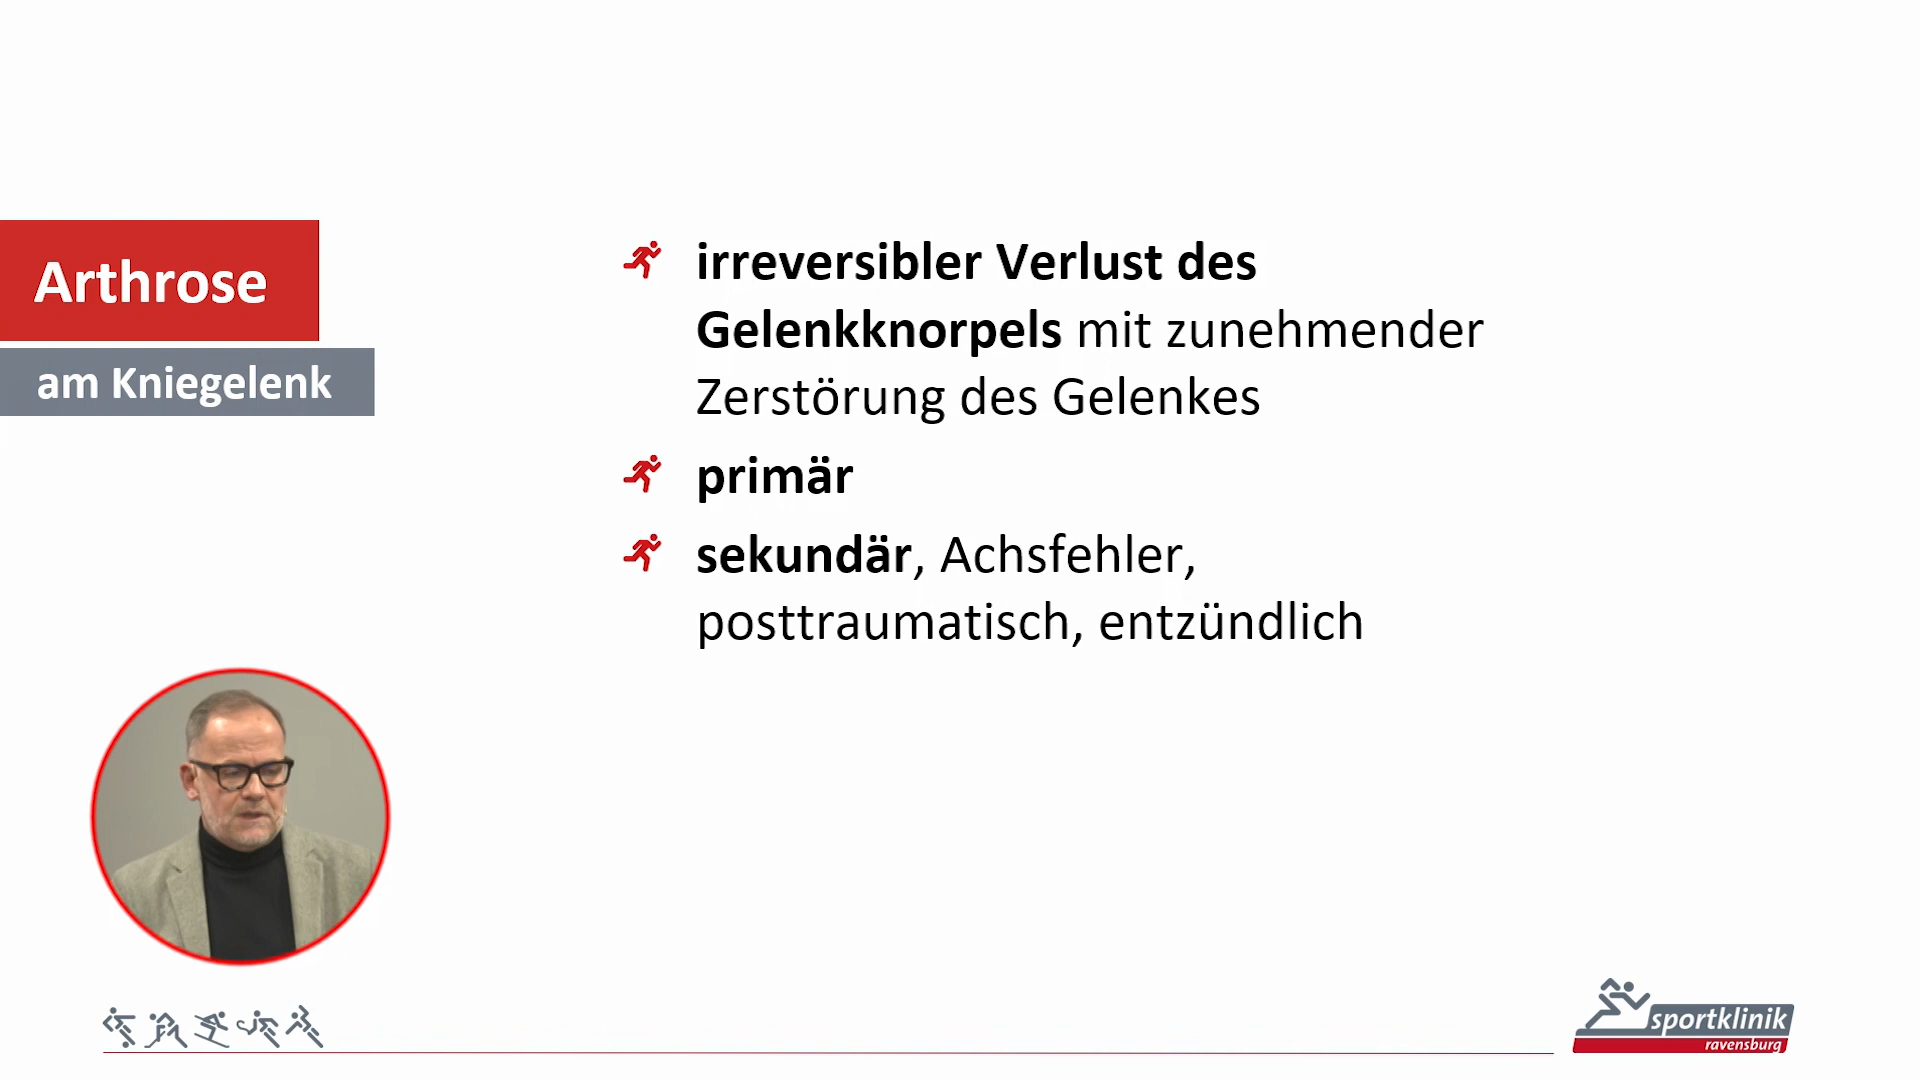 Arthrose
am Kniegelenk
irreversibler Verlust des
Gelenkknorpels mit zunehmender
Zerstörung des Gelenkes
primär
sekundär, Achsfehler,
posttraumatisch, entzündlich
sportklinik
ravensburg